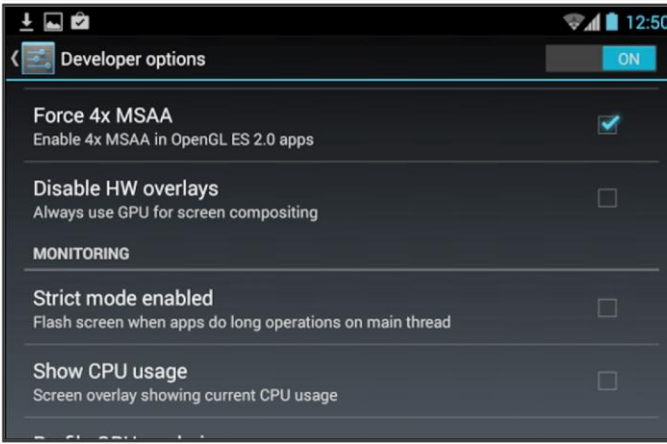 12:50
Developer options
ON
Force 4x MSAA
Enable 4x MSAA in OpenGL ES 2.0 apps
Disable HW overlays
Always use GPU for screen compositing
MONITORING
Strict mode enabled
Flash screen when apps do long operations on main thread
Show CPU usage
Screen overlay showing current CPU usage